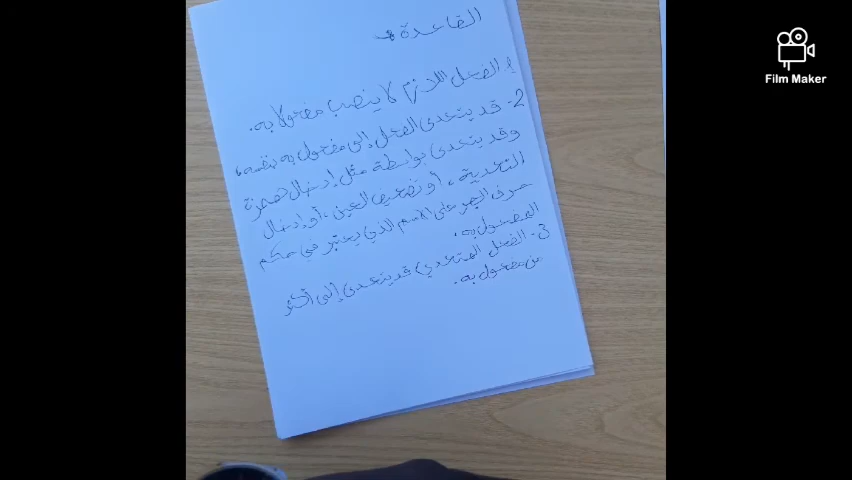 القاعدة:
1- الفعل اللازم لا ينصب مفعولا به.
2- قد يتعدى الفعل إلى مفعول به بنفسه،
وقد يتعدى بواسطة مثل إدخال همزة
التعدية، أو تضعيف العين، أو إدخال
حرف الجر على الاسم الذي يعتبر في حكم
المفعول به.
3- الفعل المتعدي قد يتعدى إلى أكثر
من مفعول به.
Film Maker